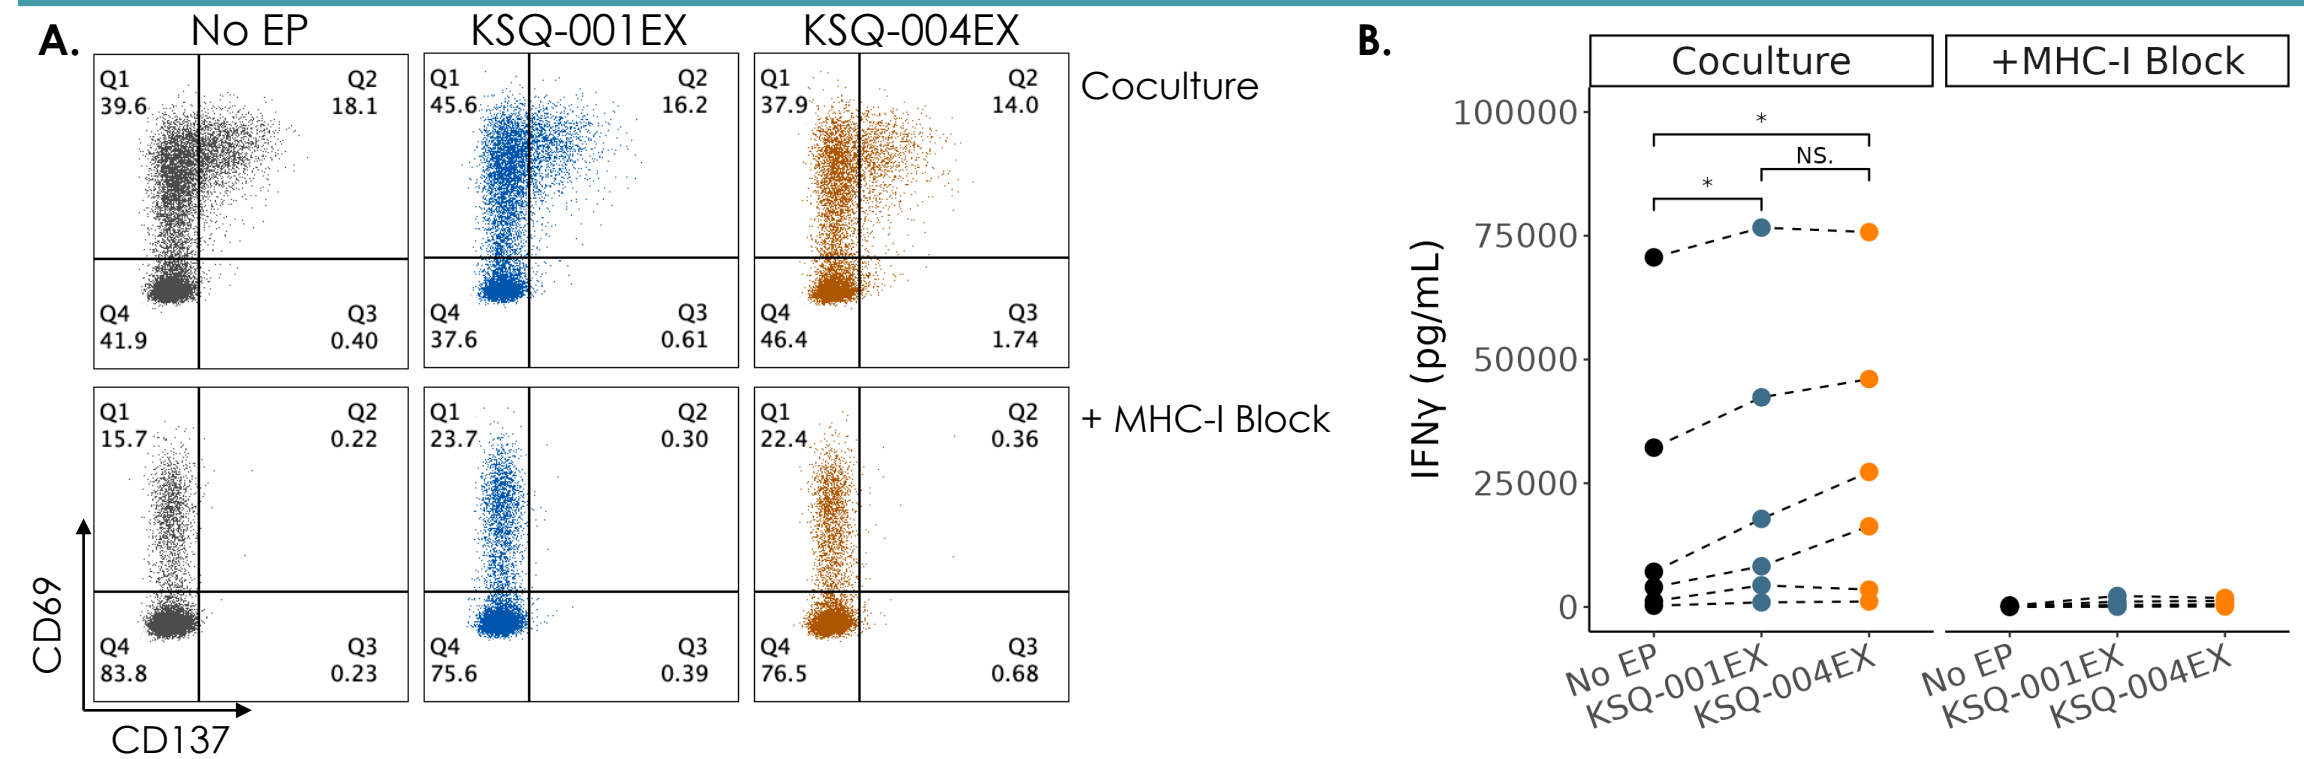 A.
No EP
KSQ-001EX
KSQ-004EX
Q1
39.6
Q2
18.1
Q4
41.9
Q3
0.40
Q1
45.6
Q2
16.2
Q4
37.6
Q3
0.61
Q1
37.9
Q2
14.0
Q4
46.4
Q3
1.74
Coculture
Q1
15.7
Q2
0.22
Q4
83.8
Q3
0.23
Q1
23.7
Q2
0.30
Q4
75.6
Q3
0.39
Q1
22.4
Q2
0.36
Q4
76.5
Q3
0.68
+ MHC-I Block
CD69
CD137
B.
Coculture
+MHC-I Block
IFNγ (pg/mL)
100000
75000
50000
25000
0
*
NS.
*
No EP
KSQ-001EX
KSQ-004EX
No EP
KSQ-001EX
KSQ-004EX